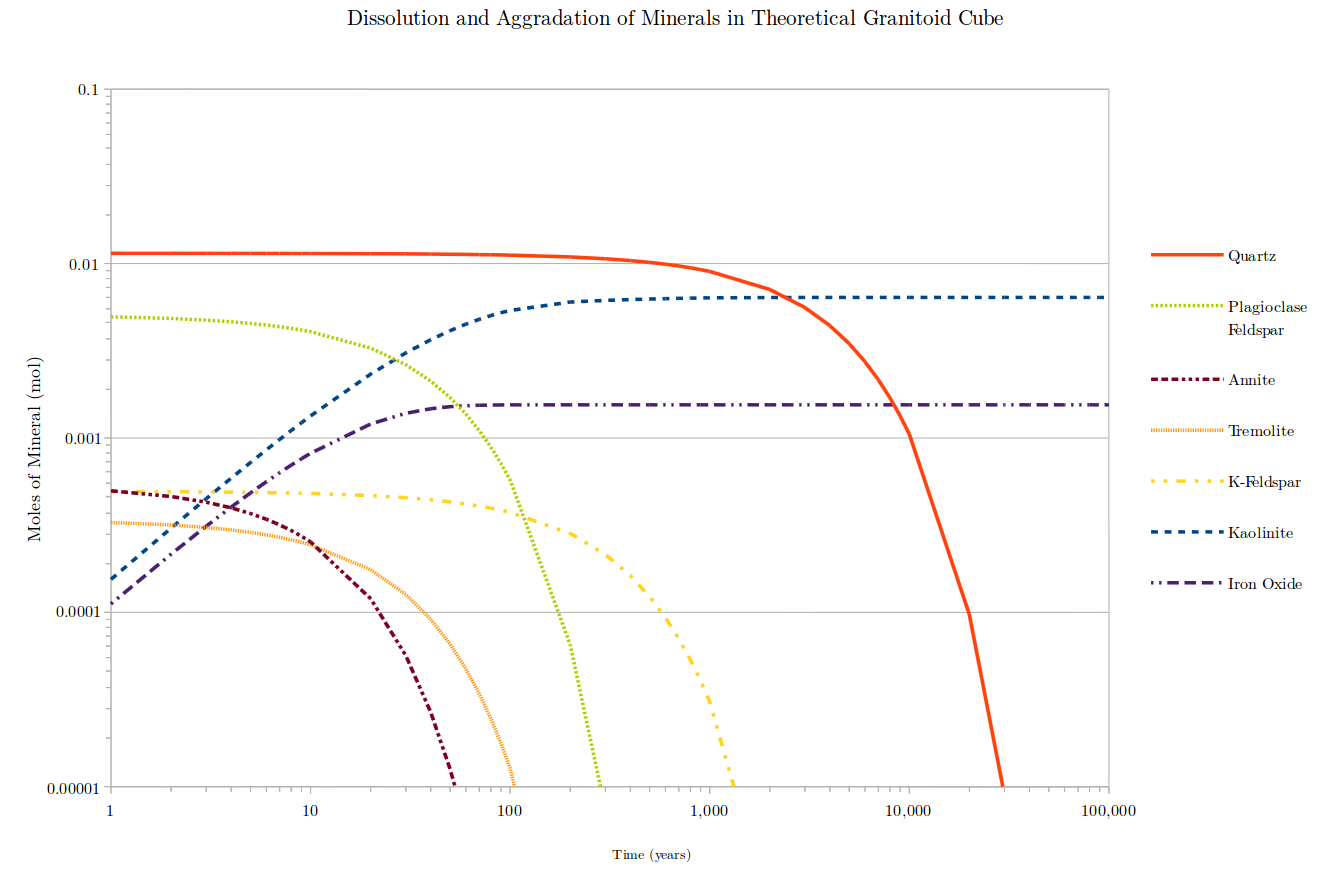 Dissolution and Aggradation of Minerals in Theoretical Granitoid Cube
0.1
0.01
0.001
0.0001
0.00001
Moles of Mineral (mol)
1
10
100
1,000
10,000
100,000
Time (years)
Quartz
Plagioclase
Feldspar
Annite
Tremolite
K-Feldspar
Kaolinite
Iron Oxide